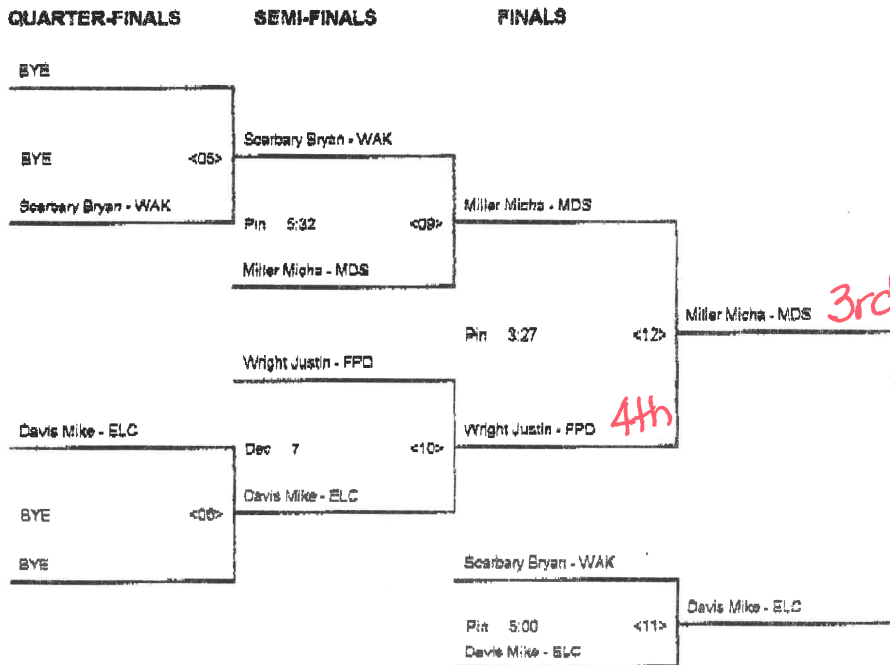 QUARTER-FINALS SEMI-FINALS FINALS
BYE
BYE <05>
Scarbary Bryan - WAK
Scarbary Bryan - WAK
Pin 5:32 <09>
Miller Micha - MDS
Miller Micha - MDS
Pin 3:27 <12>
Miller Micha - MDS 3rd
Wright Justin - FPD
Wright Justin - FPD 4th
Davis Mike - ELC
Dec 7 <10>
Davis Mike - ELC
BYE <06>
BYE
Scarbary Bryan - WAK
Pin 5:00 <11>
Davis Mike - ELC
Davis Mike - ELC